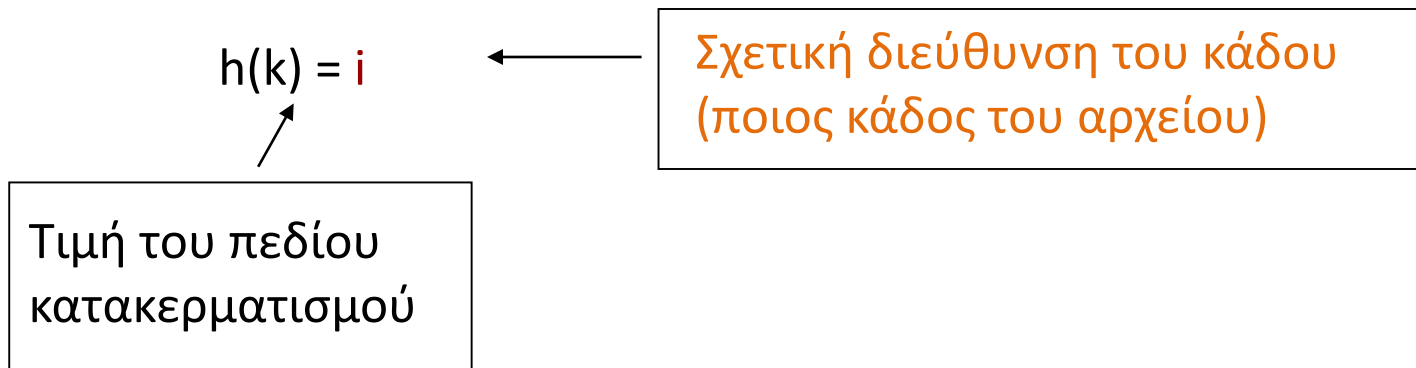 h(k) = i
Σχετική διεύθυνση του κάδου
(ποιος κάδος του αρχείου)
Τιμή του πεδίου
κατακερματισμού